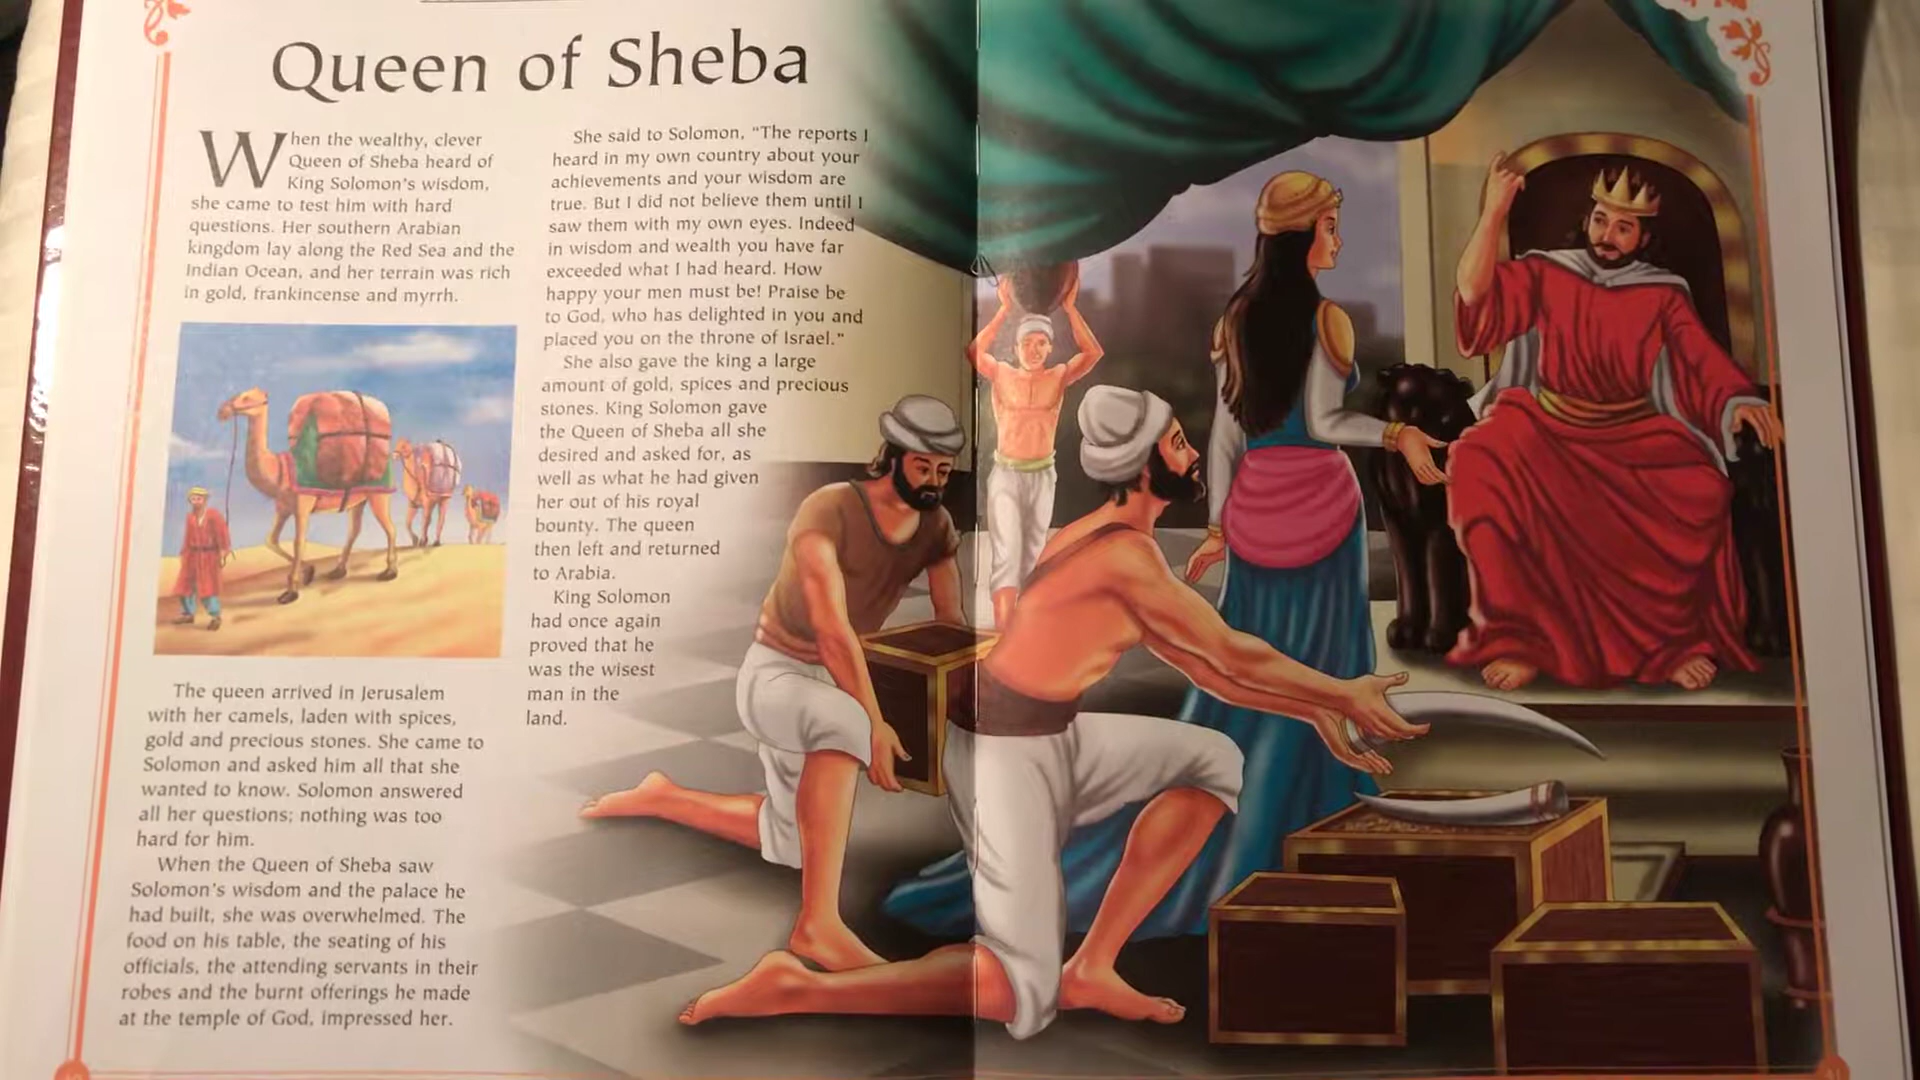 Queen of Sheba
When the wealthy, clever
Queen of Sheba heard of
King Solomon's wisdom,
she came to test him with hard
questions. Her southern Arabian
kingdom lay along the Red Sea and the
Indian Ocean, and her terrain was rich
in gold, frankincense and myrrh.
The queen arrived in Jerusalem
with her camels, laden with spices,
gold and precious stones. She came to
Solomon and asked him all that she
wanted to know. Solomon answered
all her questions; nothing was too
hard for him.
When the Queen of Sheba saw
Solomon's wisdom and the palace he
had built, she was overwhelmed. The
food on his table, the seating of his
officials, the attending servants in their
robes and the burnt offerings he made
at the temple of God, impressed her.
She said to Solomon, "The reports I
heard in my own country about your
achievements and your wisdom are
true. But I did not believe them until I
saw them with my own eyes. Indeed
in wisdom and wealth you have far
exceeded what I had heard. How
happy your men must be! Praise be
to God, who has delighted in you and
placed you on the throne of Israel."
She also gave the king a large
amount of gold, spices and precious
stones. King Solomon gave
the Queen of Sheba all she
desired and asked for, as
well as what he had given
her out of his royal
bounty. The queen
then left and returned
to Arabia.
King Solomon
had once again
proved that he
was the wisest
man in the
land.